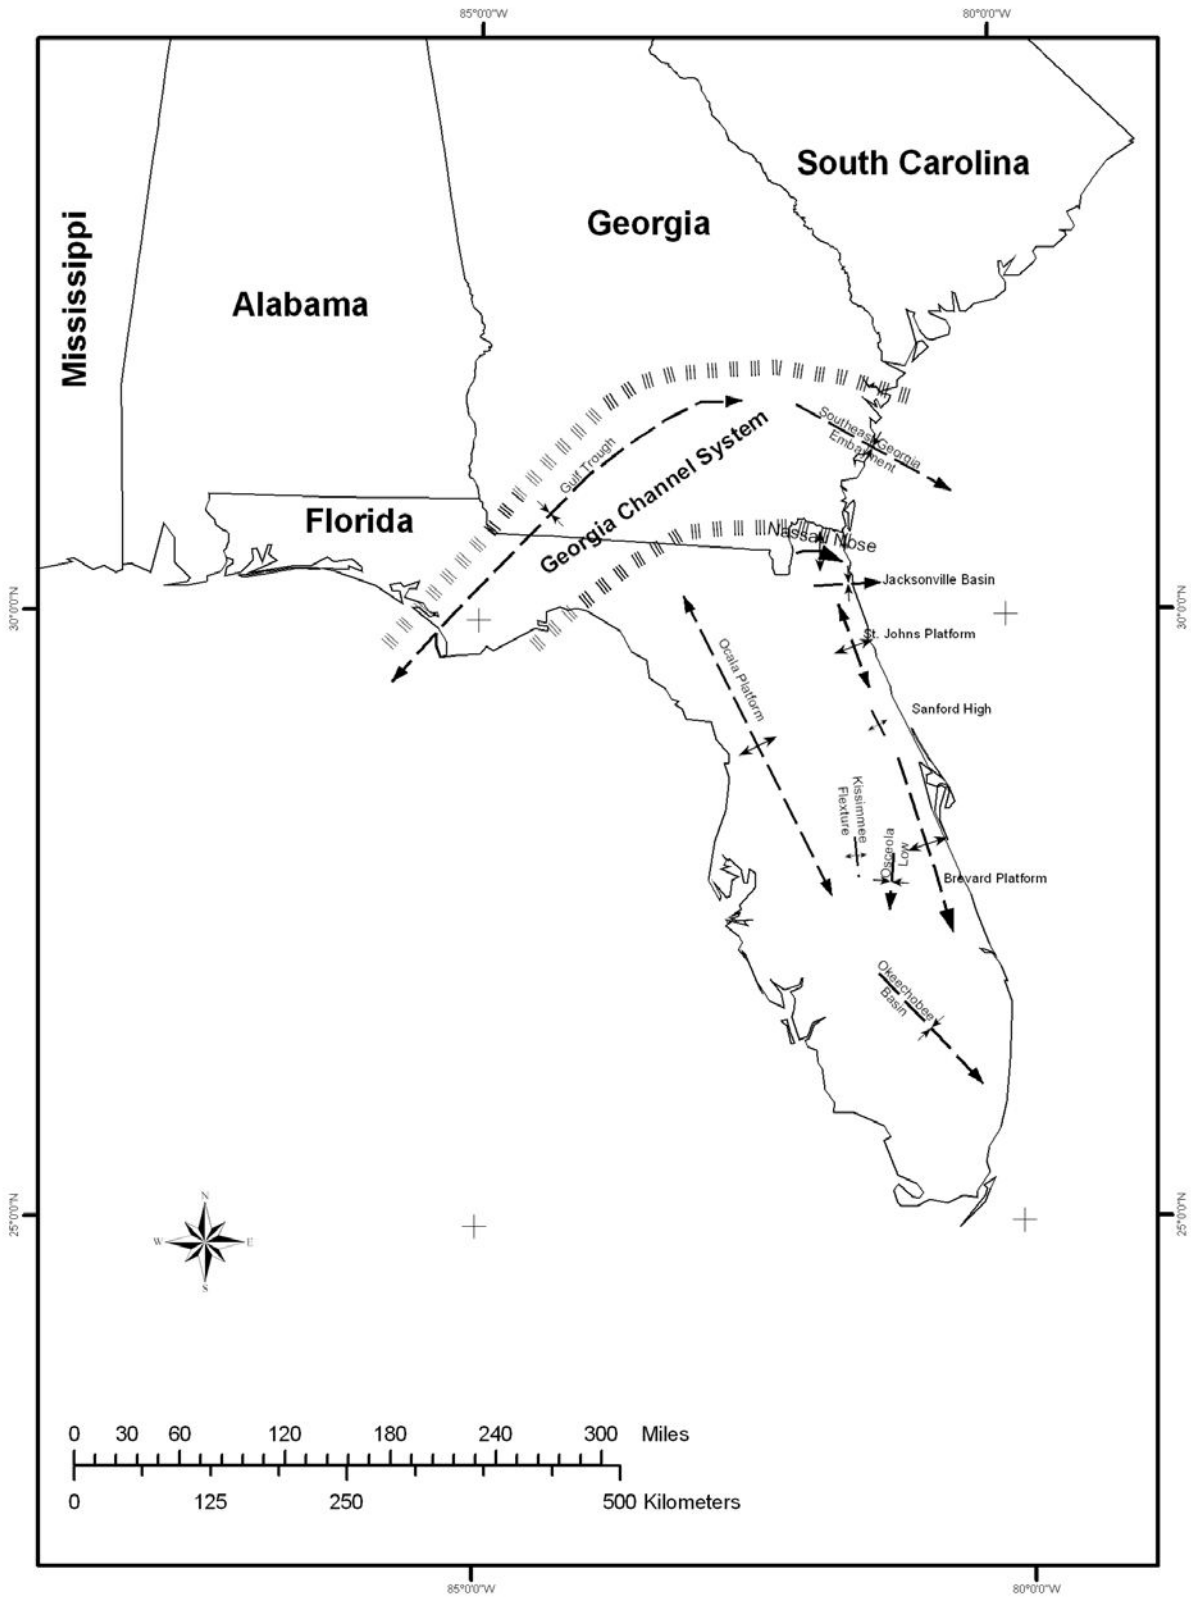 85°0'0"W
80°0'0"W
South Carolina
Georgia
Mississippi
Alabama
Southeast Georgia
Embayment
Gulf Trough
Georgia Channel System
Florida
Nassau Nose
Jacksonville Basin
30°0'0"N
30°0'0"N
St. Johns Platform
Ocala Platform
Sanford High
Kissimmee
Flexture
Osceola
Low
Brevard Platform
Okeechobee
Basin
25°0'0"N
25°0'0"N
N
W
E
S
0 30 60 120 180 240 300 Miles
0 125 250 500 Kilometers
85°0'0"W
80°0'0"W